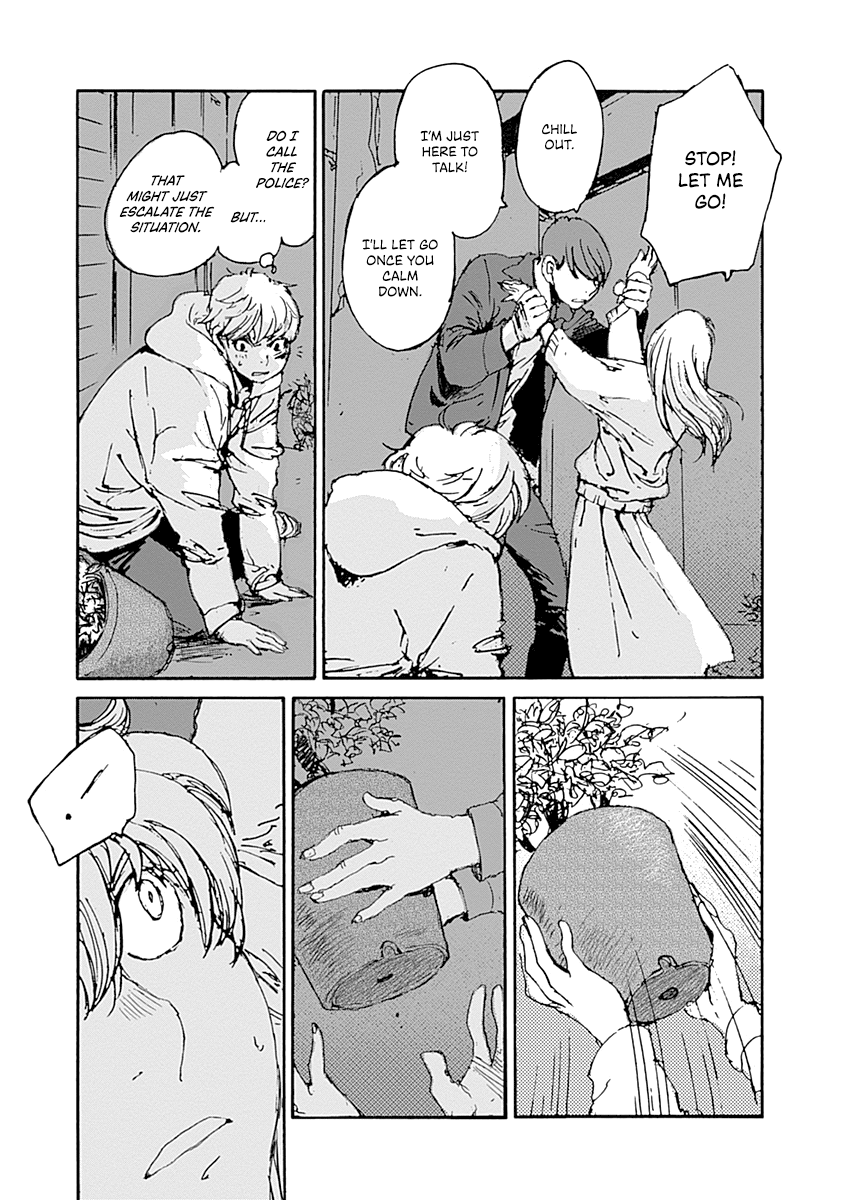 STOP!
LET ME
GO!
CHILL
OUT.
I'M JUST
HERE TO
TALK!
I'LL LET GO
ONCE YOU
CALM
DOWN.
DO I
CALL
THE
POLICE?
BUT...
THAT
MIGHT JUST
ESCALATE THE
SITUATION.